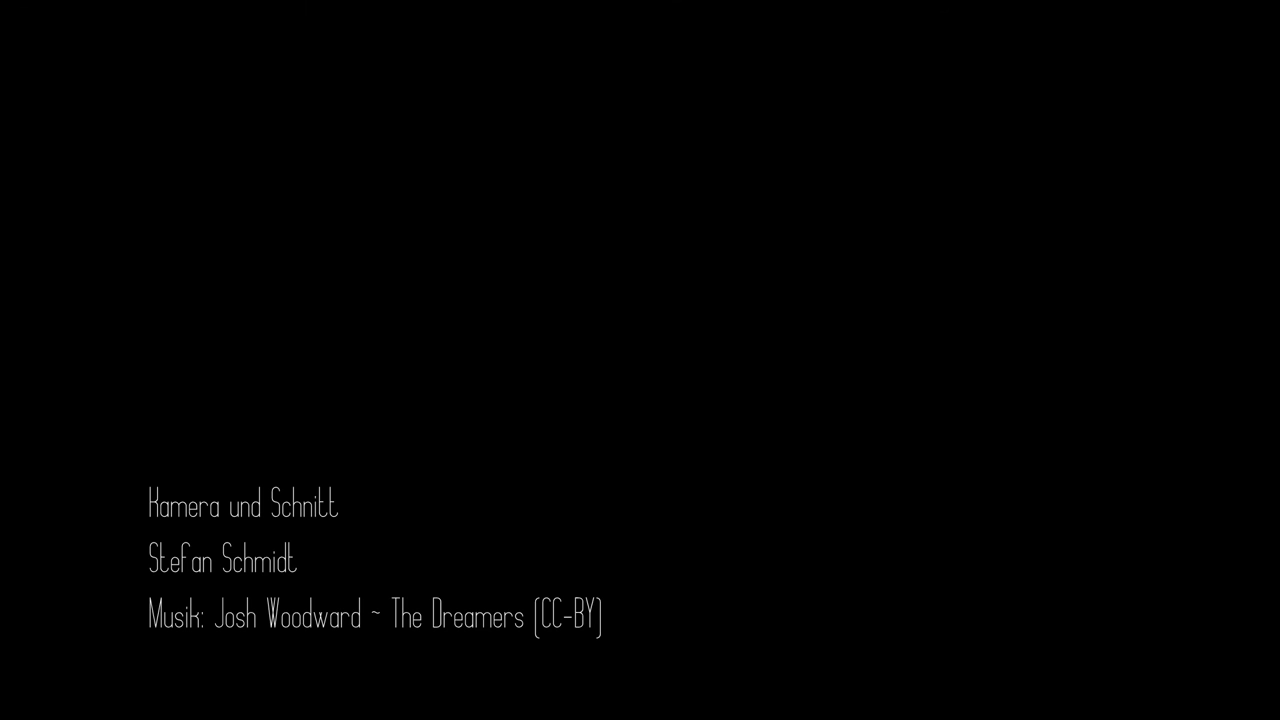 Kamera und Schnitt
Stefan Schmidt
Musik: Josh Woodward ~ The Dreamers (CC-BY)